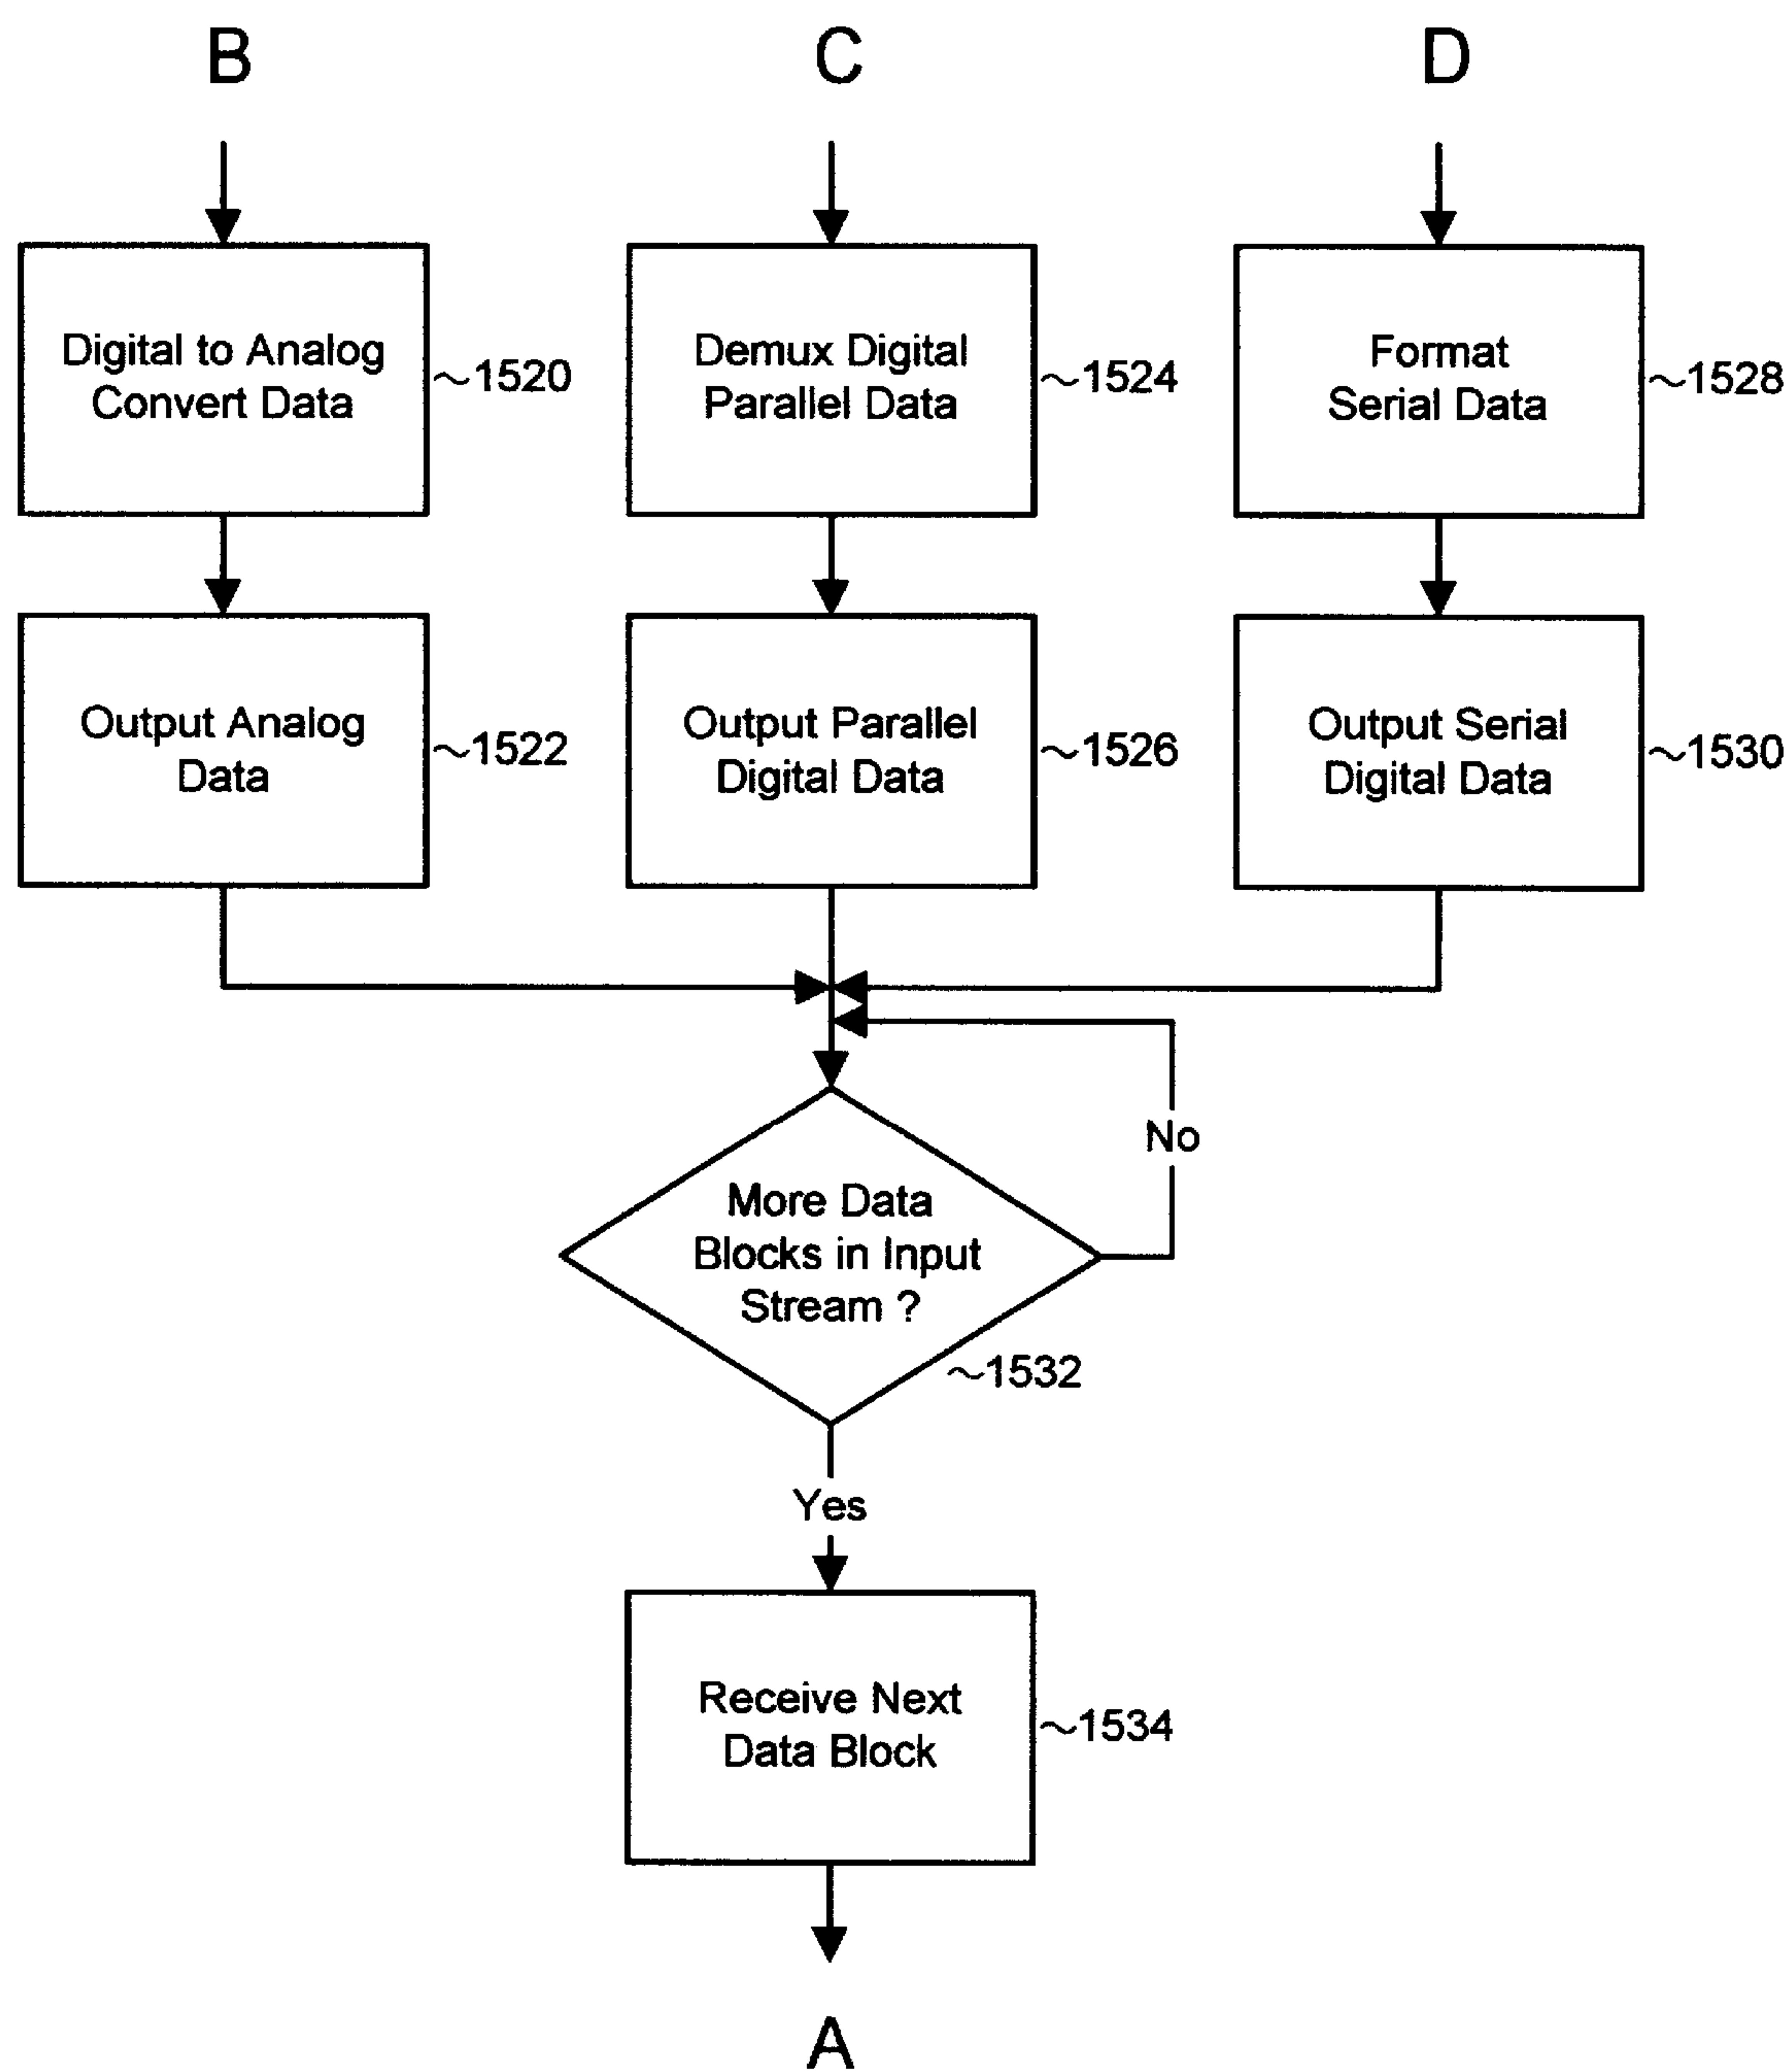 B
C
D
Digital to Analog
Convert Data
~1520
Demux Digital
Parallel Data
~1524
Format
Serial Data
~1528
Output Analog
Data
~1522
Output Parallel
Digital Data
~1526
Output Serial
Digital Data
~1530
No
More Data
Blocks in Input
Stream ?
~1532
Yes
Receive Next
Data Block
~1534
A